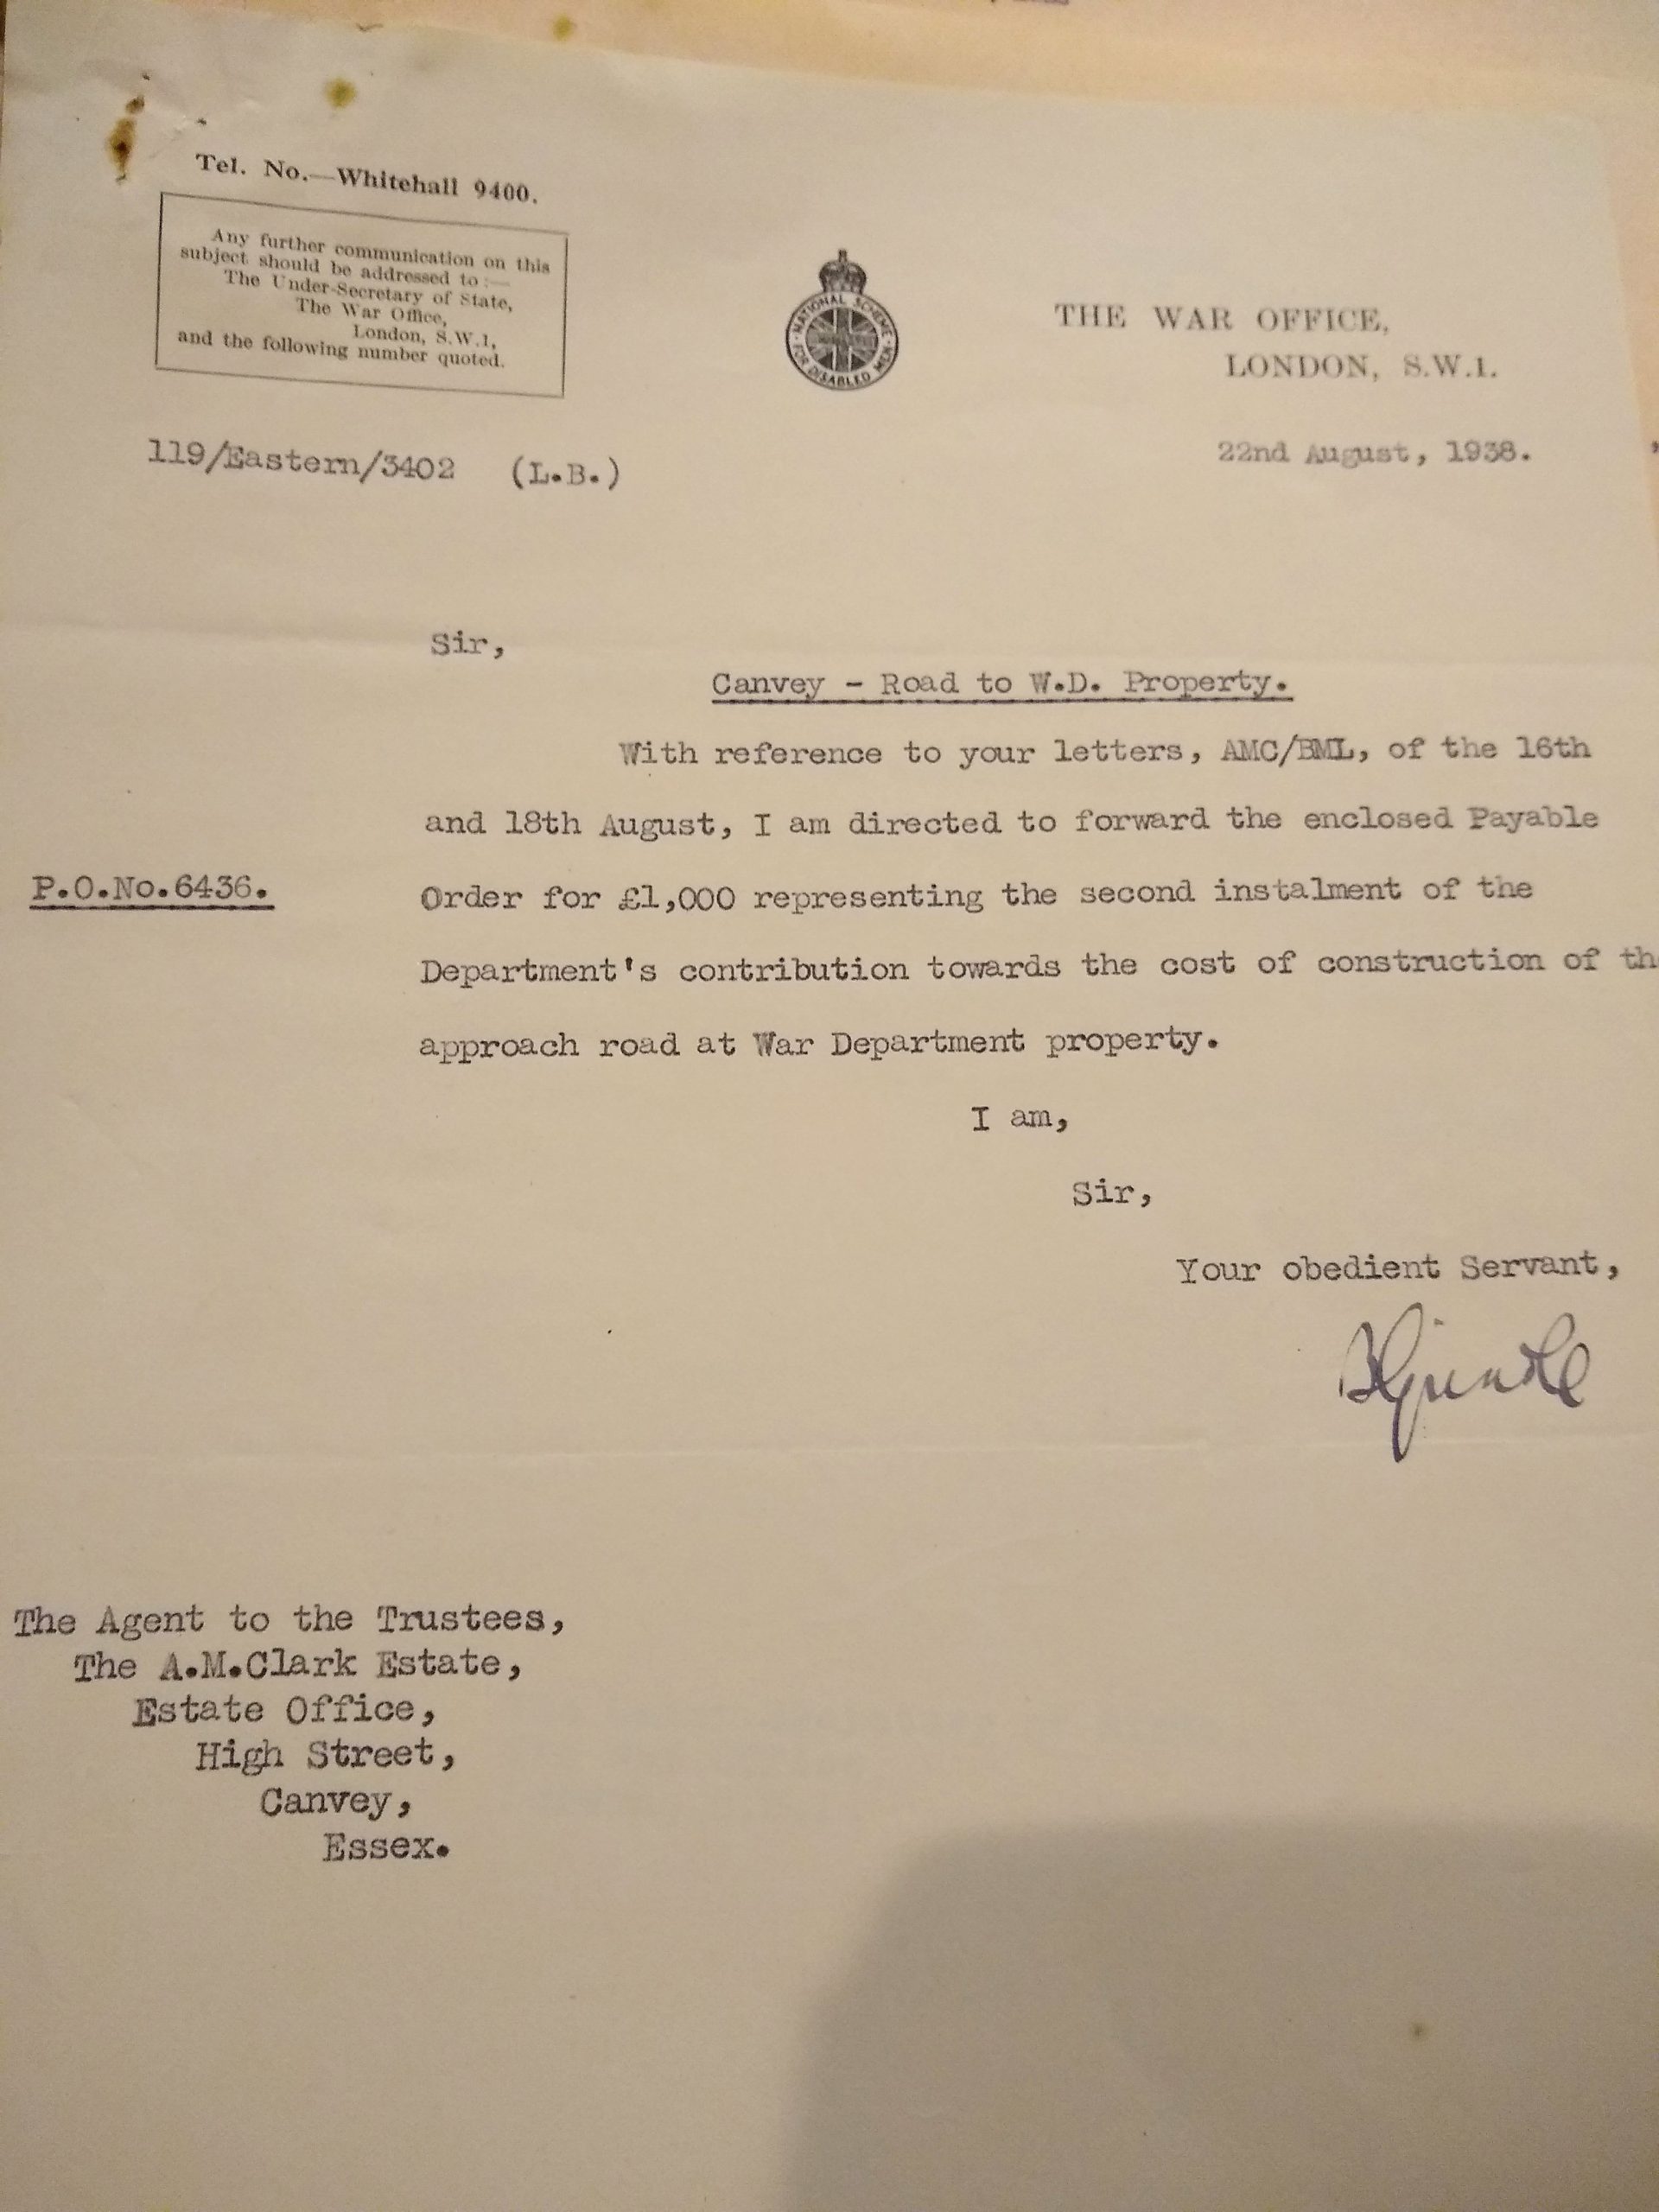 Tel. No.—Whitehall 9400.
Any further communication on this
subject should be addressed to:—
The Under-Secretary of State,
The War Office,
London, S.W.1,
and the following number quoted.
NATIONAL SCHEME
FOR DISABLED MEN
THE WAR OFFICE,
LONDON, S.W.1.
119/Eastern/3402 (L.B.)
22nd August, 1938.
Sir,
Canvey - Road to W.D. Property.
With reference to your letters, AMC/BML, of the 16th
and 18th August, I am directed to forward the enclosed Payable
P.O.No.6436.
Order for £1,000 representing the second instalment of the
Department's contribution towards the cost of construction of th
approach road at War Department property.
I am,
Sir,
Your obedient Servant,
The Agent to the Trustees,
The A.M.Clark Estate,
Estate Office,
High Street,
Canvey,
Essex.